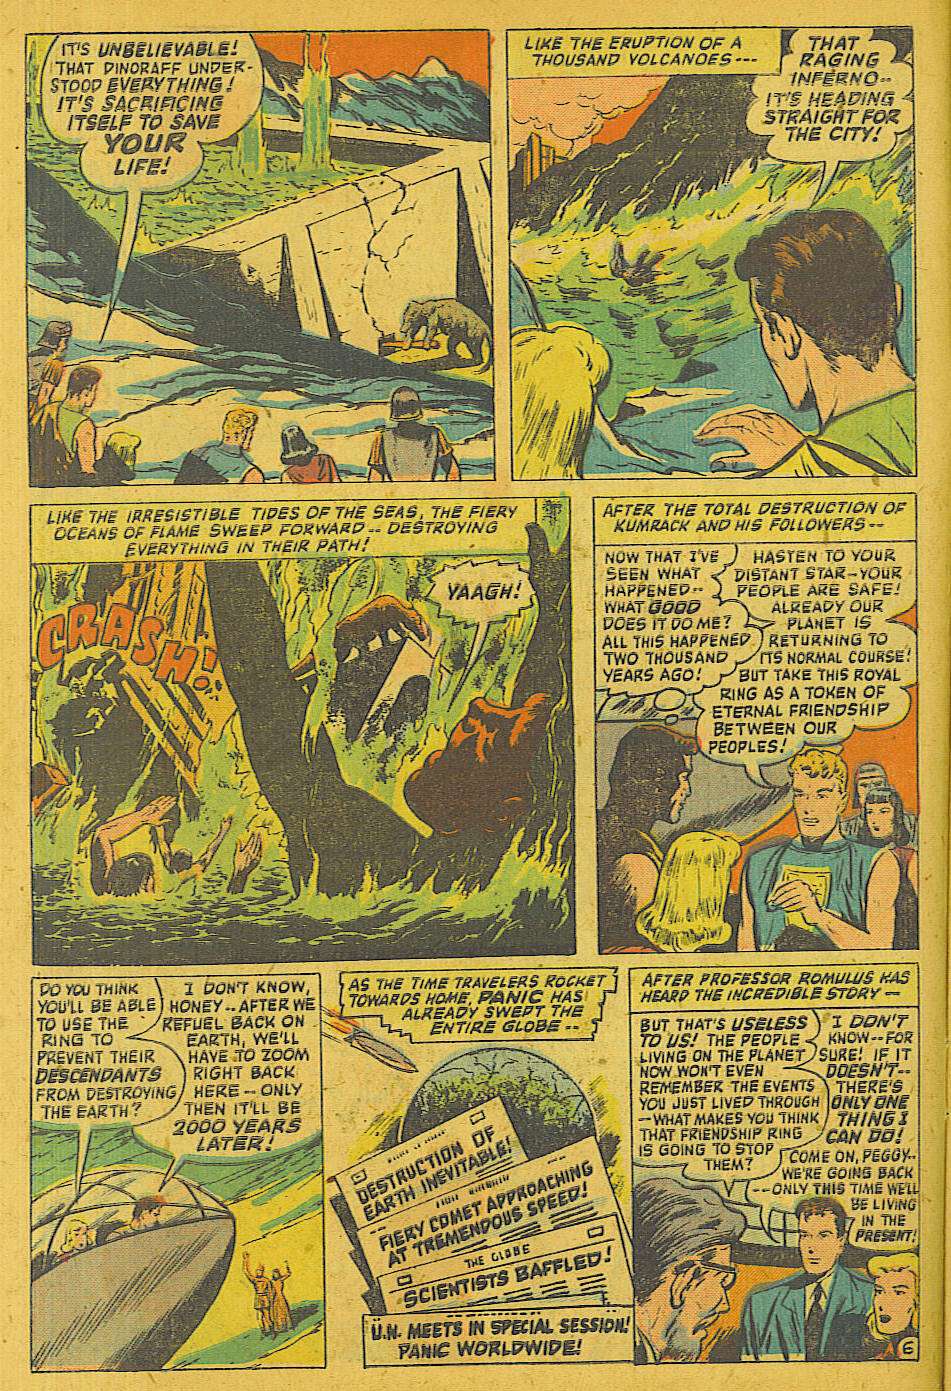 IT'S UNBELIEVABLE!
THAT DINORAFF UNDER-
STOOD EVERYTHING!
IT'S SACRIFICING
ITSELF TO SAVE
YOUR
LIFE!
LIKE THE ERUPTION OF A
THOUSAND VOLCANOES---
THAT
RAGING
INFERNO--
IT'S HEADING
STRAIGHT FOR
THE CITY!
LIKE THE IRRESISTIBLE TIDES OF THE SEAS, THE FIERY
OCEANS OF FLAME SWEEP FORWARD-- DESTROYING
EVERYTHING IN THEIR PATH!
CRASH!
YAAGH!
AFTER THE TOTAL DESTRUCTION OF
KUMRACK AND HIS FOLLOWERS--
NOW THAT I'VE
SEEN WHAT
HAPPENED--
WHAT GOOD
DOES IT DO ME?
ALL THIS HAPPENED
TWO THOUSAND
YEARS AGO!
HASTEN TO YOUR
DISTANT STAR--YOUR
PEOPLE ARE SAFE!
ALREADY OUR
PLANET IS
RETURNING TO
ITS NORMAL COURSE!
BUT TAKE THIS ROYAL
RING AS A TOKEN OF
ETERNAL FRIENDSHIP
BETWEEN OUR
PEOPLES!
DO YOU THINK
YOU'LL BE ABLE
TO USE THE
RING TO
PREVENT THEIR
DESCENDANTS
FROM DESTROYING
THE EARTH?
I DON'T KNOW,
HONEY--AFTER WE
REFUEL BACK ON
EARTH, WE'LL
HAVE TO ZOOM
RIGHT BACK
HERE--ONLY
THEN IT'LL BE
2000 YEARS
LATER!
AS THE TIME TRAVELERS ROCKET
TOWARDS HOME, PANIC HAS
ALREADY SWEPT THE
ENTIRE GLOBE--
DESTRUCTION OF
EARTH INEVITABLE!
FIERY COMET APPROACHING
AT TREMENDOUS SPEED!
THE GLOBE
SCIENTISTS BAFFLED!
U.N. MEETS IN SPECIAL SESSION!
PANIC WORLDWIDE!
AFTER PROFESSOR ROMULUS HAS
HEARD THE INCREDIBLE STORY--
BUT THAT'S USELESS
TO US! THE PEOPLE
LIVING ON THE PLANET
NOW WON'T EVEN
REMEMBER THE EVENTS
YOU JUST LIVED THROUGH
--WHAT MAKES YOU THINK
THAT FRIENDSHIP RING
IS GOING TO STOP
THEM?
I DON'T
KNOW--FOR
SURE! IF IT
DOESN'T--
THERE'S
ONLY ONE
THING I
CAN DO!
COME ON, PEGGY--
WE'RE GOING BACK
--ONLY THIS TIME WE'LL
BE LIVING
IN THE
PRESENT!
6